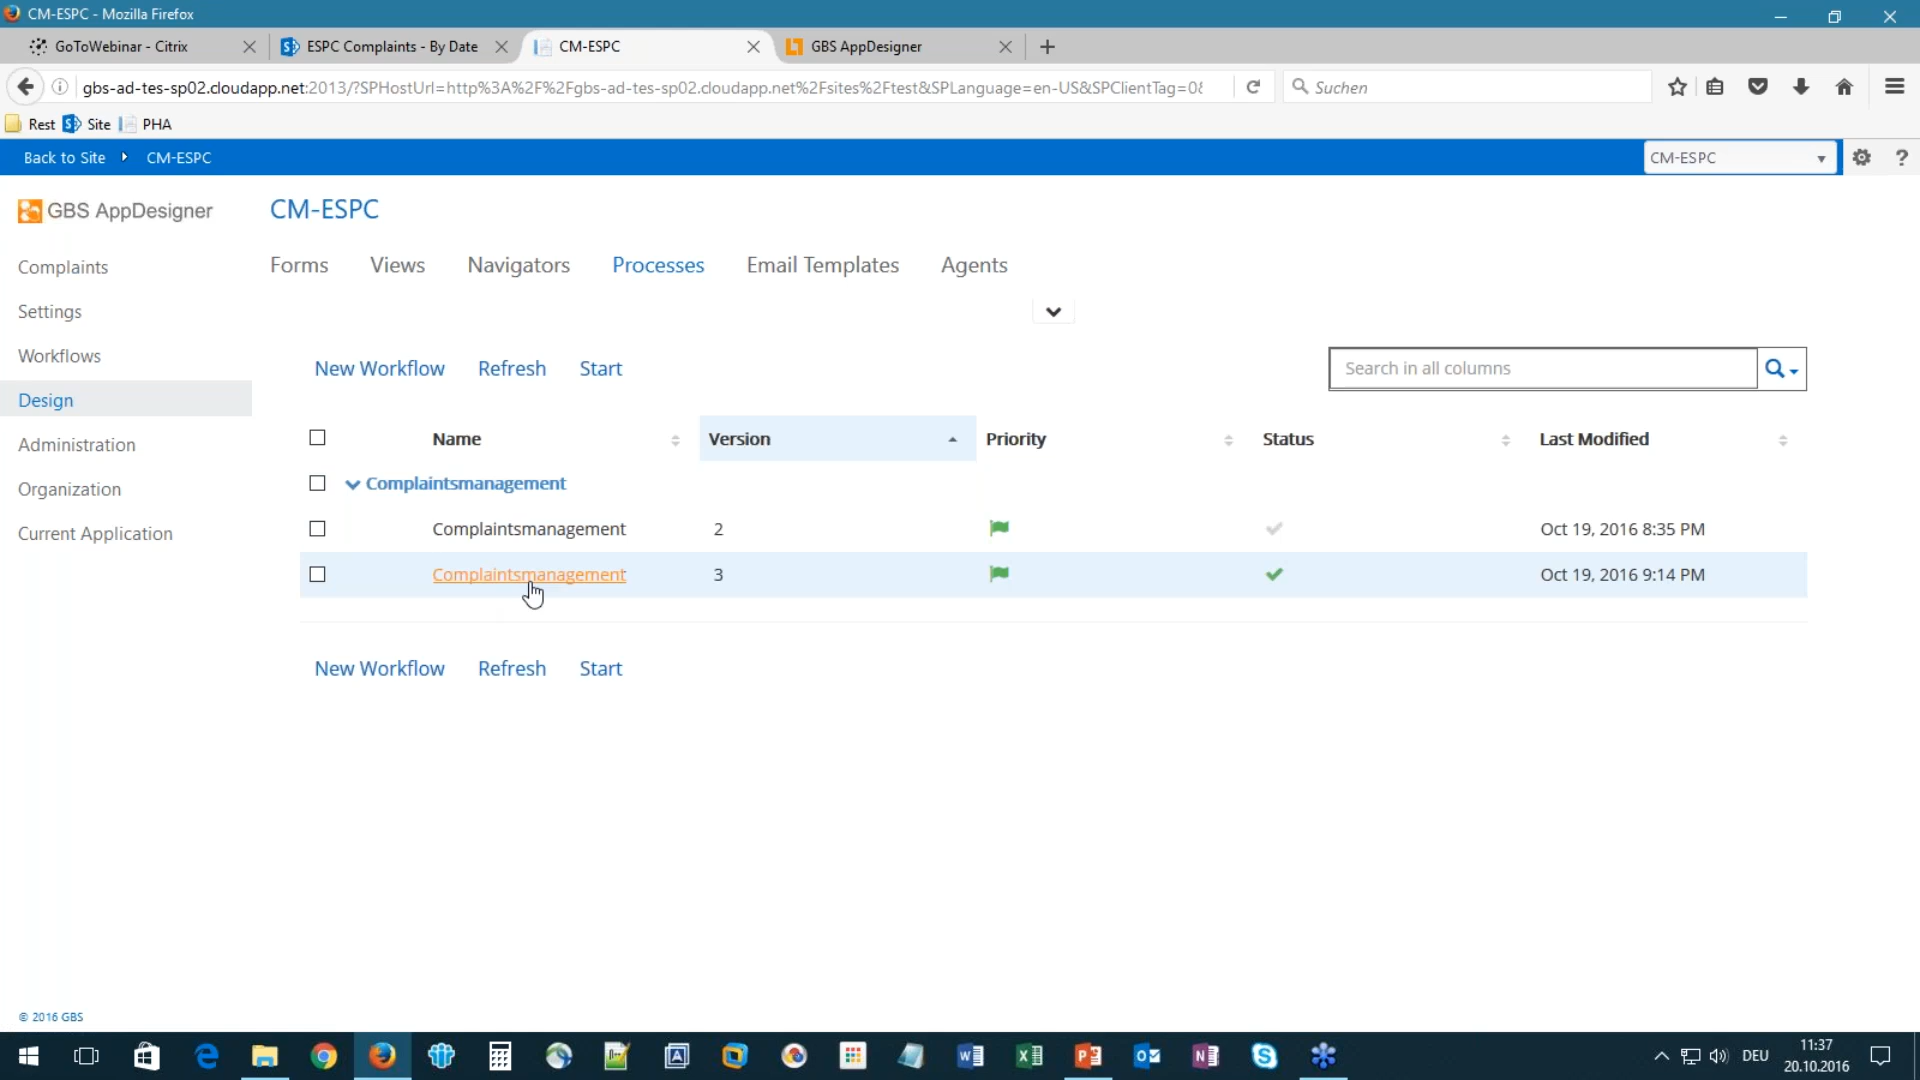 CM-ESPC - Mozilla Firefox
GoToWebinar - Citrix
ESPC Complaints - By Date
CM-ESPC
GBS AppDesigner
gbs-ad-tes-sp02.cloudapp.net:2013/?SPHostUrl=http%3A%2F%2Fgbs-ad-tes-sp02.cloudapp.net%2Fsites%2Ftest&SPLanguage=en-US&SPClientTag=0&
Suchen
Rest
Site
PHA
Back to Site
CM-ESPC
CM-ESPC
?
GBS AppDesigner
CM-ESPC
Complaints
Settings
Workflows
Design
Administration
Organization
Current Application
Forms
Views
Navigators
Processes
Email Templates
Agents
New Workflow
Refresh
Start
Search in all columns
Name
Version
Priority
Status
Last Modified
Complaintsmanagement
Complaintsmanagement
2
Oct 19, 2016 8:35 PM
Complaintsmanagement
3
Oct 19, 2016 9:14 PM
New Workflow
Refresh
Start
© 2016 GBS
DEU
11:37
20.10.2016